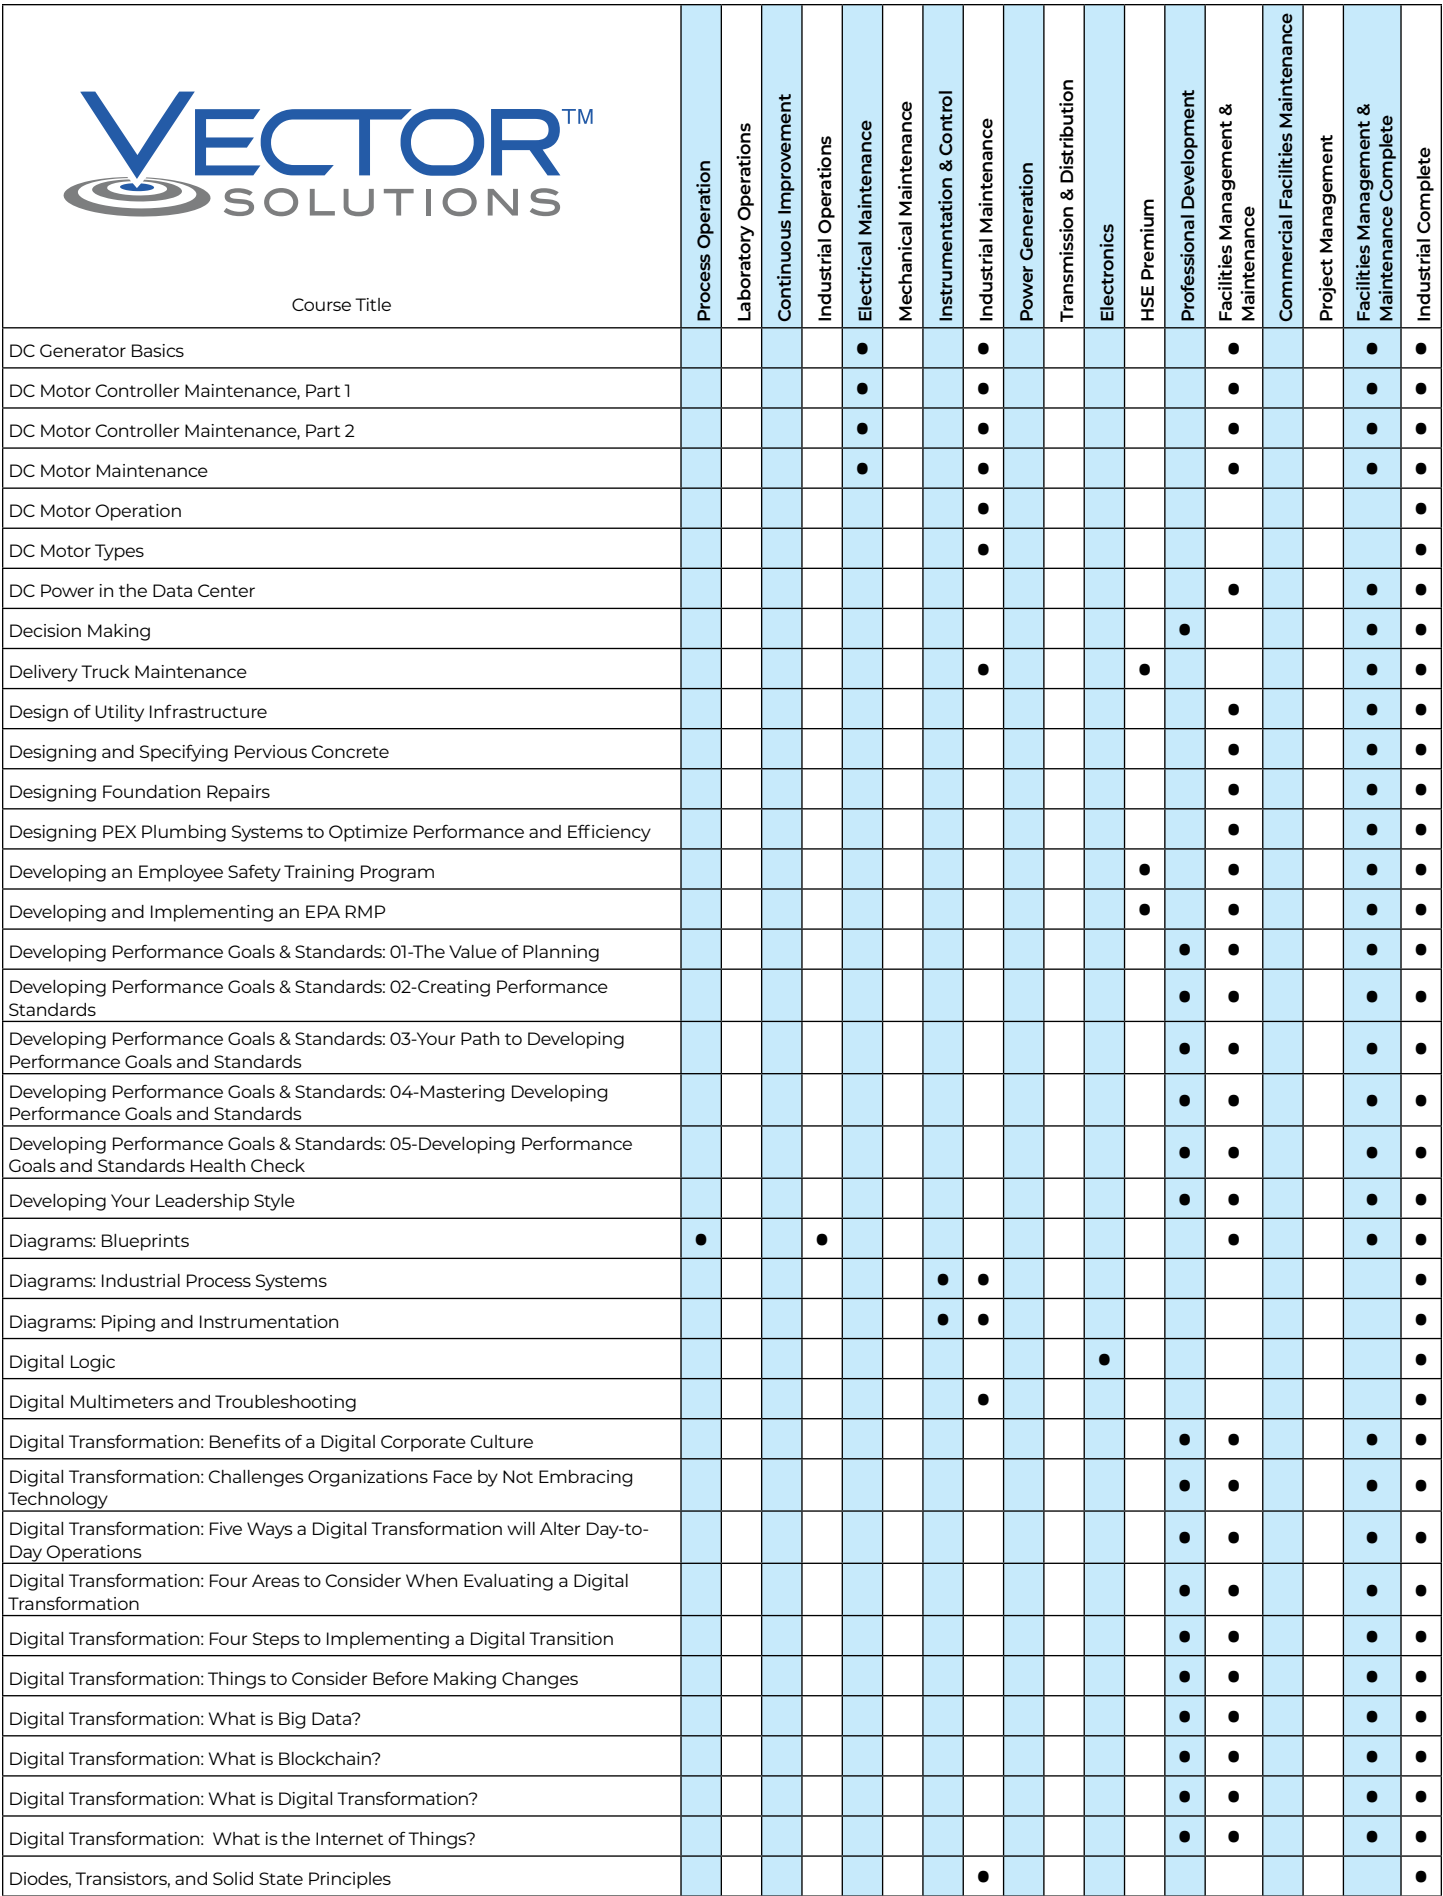 VECTOR™
SOLUTIONS
Course Title
Process Operation
Laboratory Operations
Continuous Improvement
Industrial Operations
Electrical Maintenance
Mechanical Maintenance
Instrumentation & Control
Industrial Maintenance
Power Generation
Transmission & Distribution
Electronics
HSE Premium
Professional Development
Facilities Management &
Maintenance
Commercial Facilities Maintenance
Project Management
Facilities Management &
Maintenance Complete
Industrial Complete
DC Generator Basics
DC Motor Controller Maintenance, Part 1
DC Motor Controller Maintenance, Part 2
DC Motor Maintenance
DC Motor Operation
DC Motor Types
DC Power in the Data Center
Decision Making
Delivery Truck Maintenance
Design of Utility Infrastructure
Designing and Specifying Pervious Concrete
Designing Foundation Repairs
Designing PEX Plumbing Systems to Optimize Performance and Efficiency
Developing an Employee Safety Training Program
Developing and Implementing an EPA RMP
Developing Performance Goals & Standards: 01-The Value of Planning
Developing Performance Goals & Standards: 02-Creating Performance
Standards
Developing Performance Goals & Standards: 03-Your Path to Developing
Performance Goals and Standards
Developing Performance Goals & Standards: 04-Mastering Developing
Performance Goals and Standards
Developing Performance Goals & Standards: 05-Developing Performance
Goals and Standards Health Check
Developing Your Leadership Style
Diagrams: Blueprints
Diagrams: Industrial Process Systems
Diagrams: Piping and Instrumentation
Digital Logic
Digital Multimeters and Troubleshooting
Digital Transformation: Benefits of a Digital Corporate Culture
Digital Transformation: Challenges Organizations Face by Not Embracing
Technology
Digital Transformation: Five Ways a Digital Transformation will Alter Day-to-
Day Operations
Digital Transformation: Four Areas to Consider When Evaluating a Digital
Transformation
Digital Transformation: Four Steps to Implementing a Digital Transition
Digital Transformation: Things to Consider Before Making Changes
Digital Transformation: What is Big Data?
Digital Transformation: What is Blockchain?
Digital Transformation: What is Digital Transformation?
Digital Transformation:  What is the Internet of Things?
Diodes, Transistors, and Solid State Principles